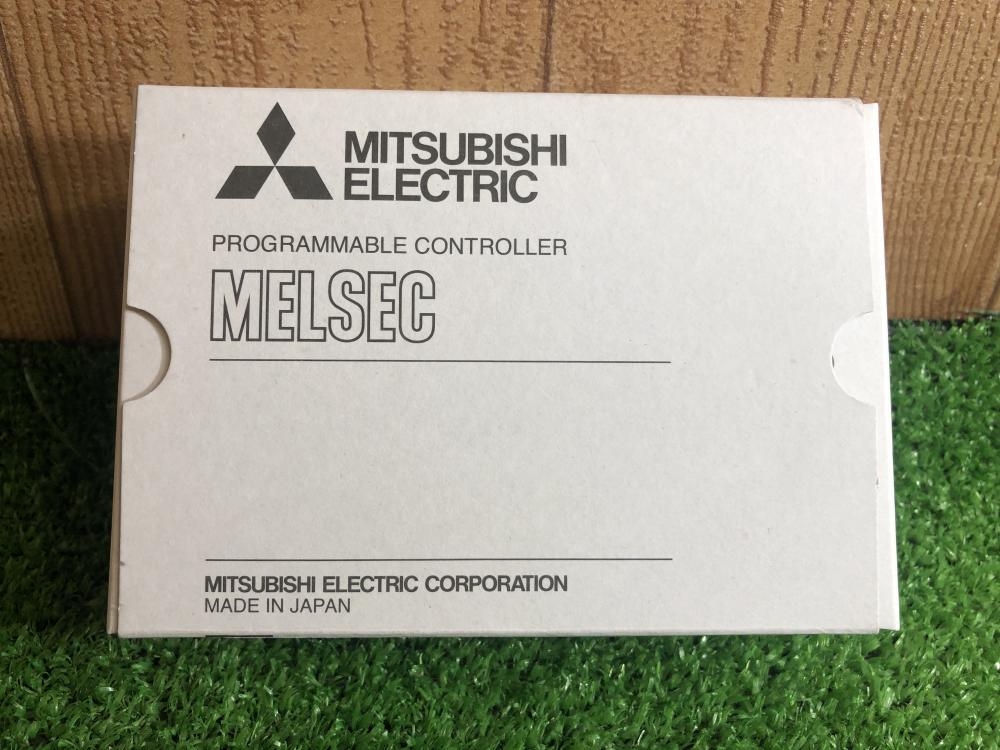 MITSUBISHI
ELECTRIC
PROGRAMMABLE CONTROLLER
MELSEC
MITSUBISHI ELECTRIC CORPORATION
MADE IN JAPAN